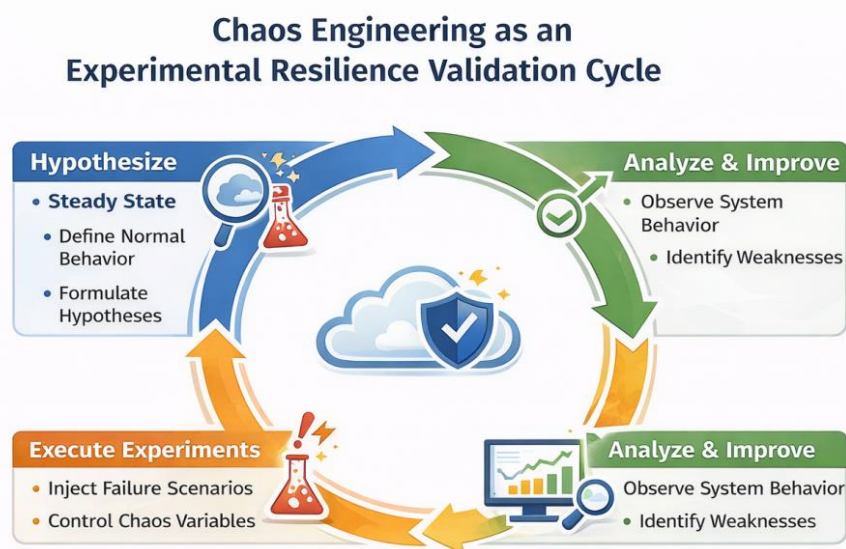 Chaos Engineering as an
Experimental Resilience Validation Cycle
Hypothesize
• Steady State
• Define Normal
Behavior
• Formulate
Hypotheses
Analyze & Improve
• Observe System
Behavior
• Identify Weaknesses
Execute Experiments
• Inject Failure Scenarios
• Control Chaos Variables
Analyze & Improve
Observe System Behavior
• Identify Weaknesses